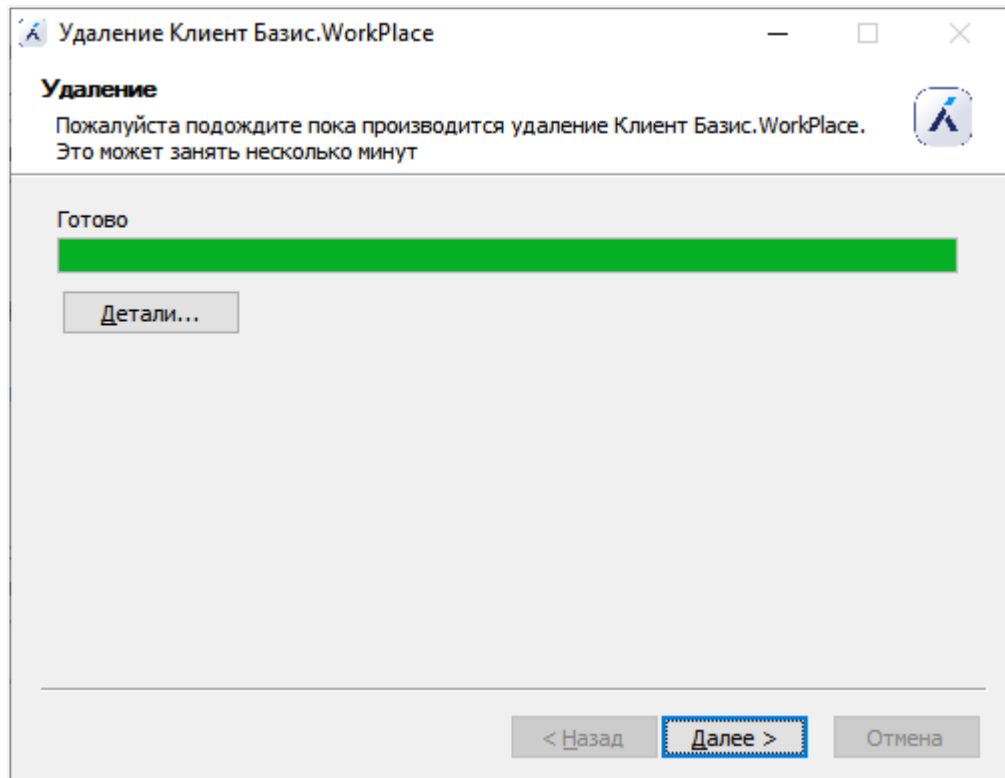 Удаление Клиент Базис.WorkPlace
Удаление
Пожалуйста подождите пока производится удаление Клиент Базис.WorkPlace.
Это может занять несколько минут
Готово
Детали...
< Назад
Далее >
Отмена